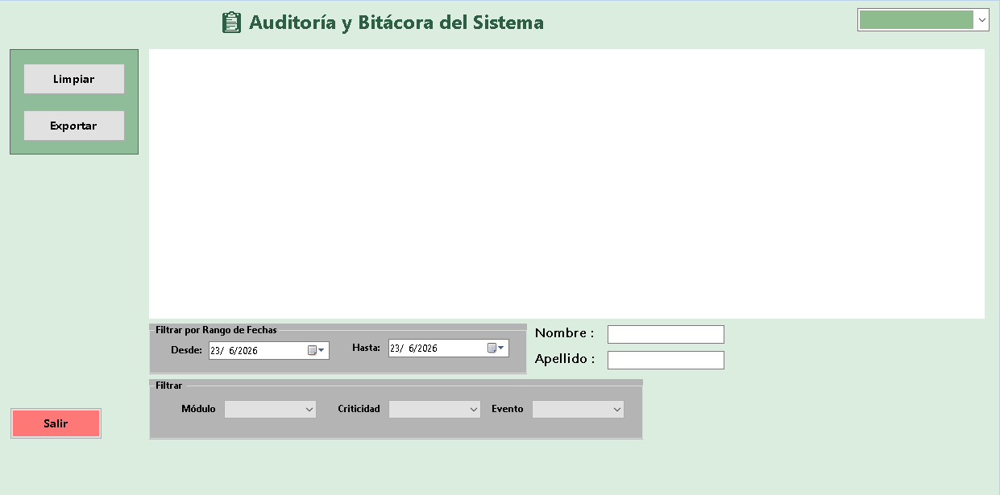 Auditoría y Bitácora del Sistema
Limpiar
Exportar
Filtrar por Rango de Fechas
Desde: 23/ 6/2026
Hasta: 23/ 6/2026
Nombre :
Apellido :
Filtrar
Módulo
Criticidad
Evento
Salir